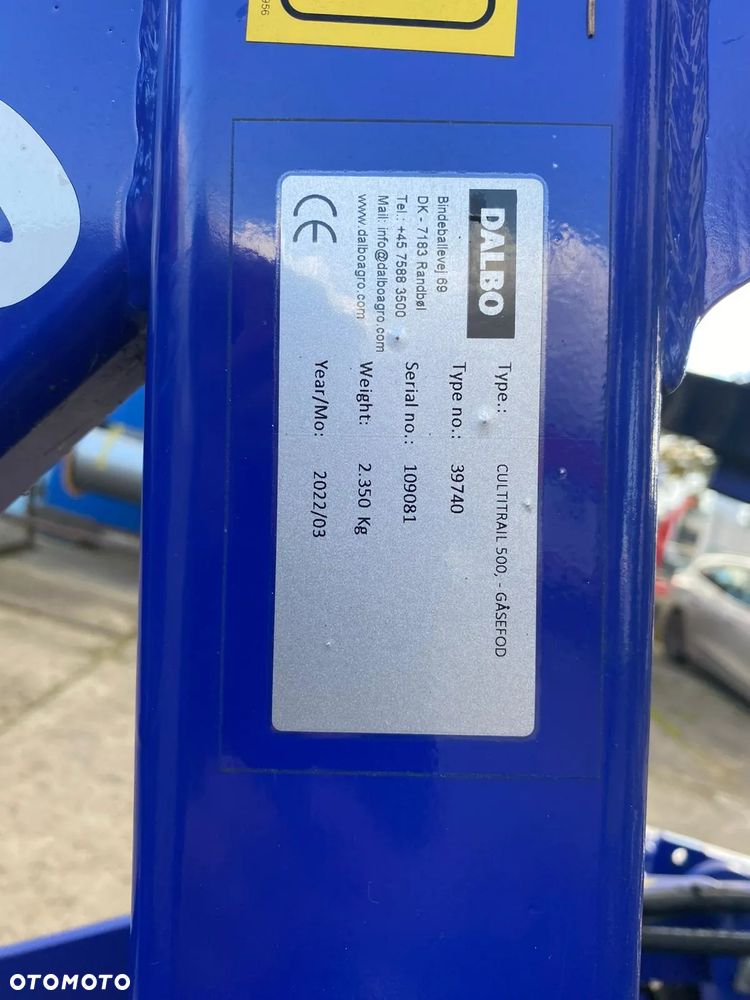 956
DALBO
Bindeballevej 69
DK - 7183 Randbøl
Tel.: +45 7588 3500
Mail: info@dalboagro.com
www.dalboagro.com
CE
Type.: CULTITRAIL 500, - GÅSEFOD
Type no.: 39740
Serial no.: 109081
Weight: 2.350 Kg
Year/Mo: 2022/03
OTOMOTO